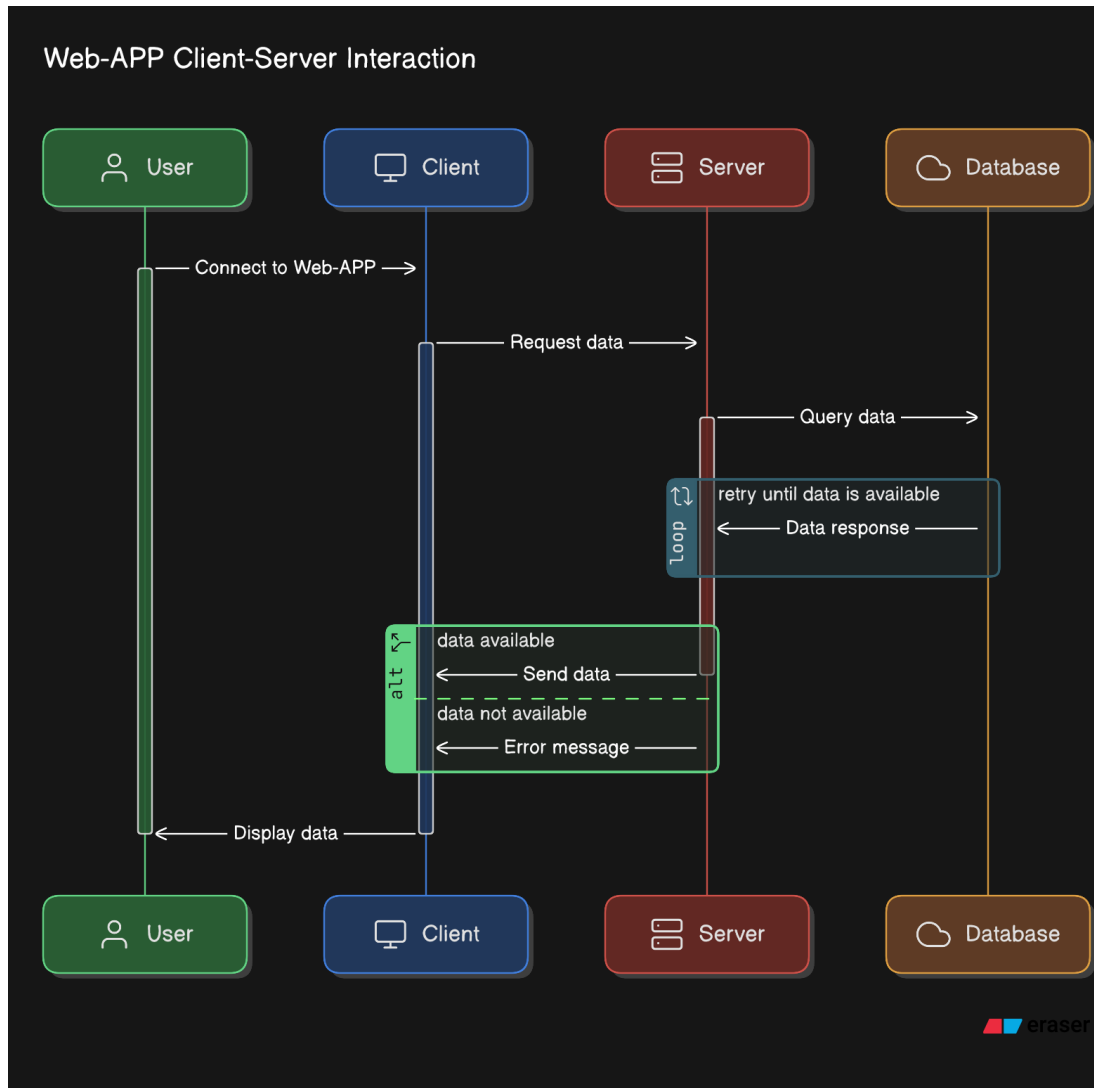 Web-APP Client-Server Interaction
User
Client
Server
Database
Connect to Web-APP
Request data
Query data
loop
retry until data is available
Data response
alt
data available
Send data
data not available
Error message
Display data
User
Client
Server
Database
eraser